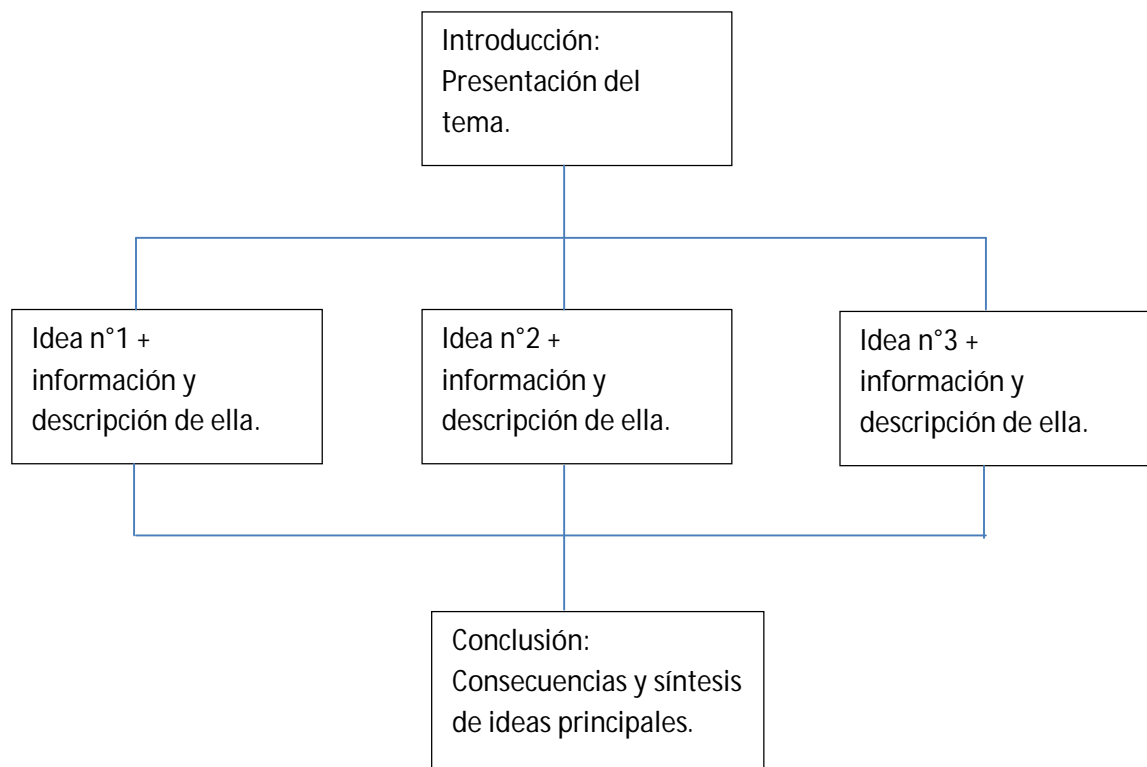 Introducción:
Presentación del
tema.
Idea n°1 +
información y
descripción de ella.
Idea n°2 +
información y
descripción de ella.
Idea n°3 +
información y
descripción de ella.
Conclusión:
Consecuencias y síntesis
de ideas principales.